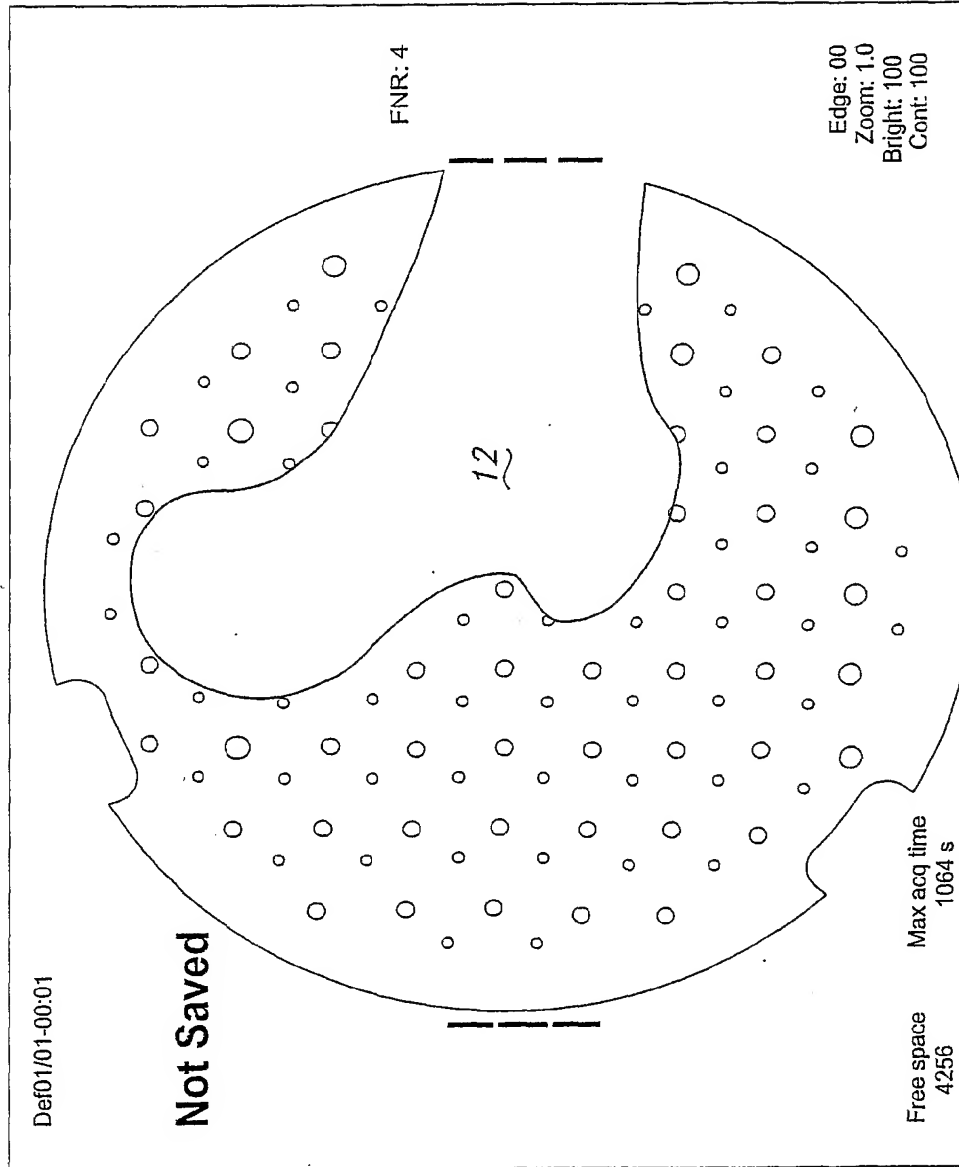 Def01/01-00:01
Not Saved
FNR: 4
12
Free space
4256
Max acq time
1064 s
Edge: 00
Zoom: 1.0
Bright: 100
Cont: 100